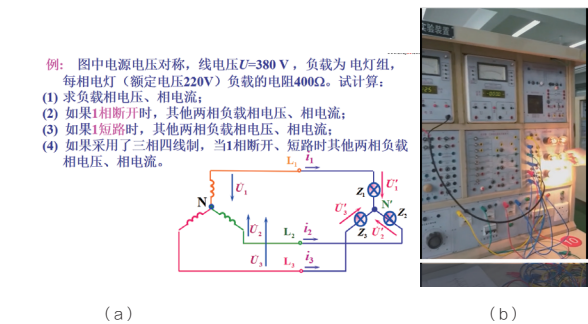 实验装置
例: 图中电源电压对称，线电压U=380 V ，负载为 电灯组，
每相电灯（额定电压220V）负载的电阻400Ω。试计算：
(1) 求负载相电压、相电流；
(2) 如果1相断开时，其他两相负载相电压、相电流；
(3) 如果1短路时，其他两相负载相电压、相电流；
(4) 如果采用了三相四线制，当1相断开、短路时其他两相负载
相电压、相电流。
L₁ i₁
N U̇₁ Z₁ U̇′₁
U̇′₃ N′ Z₂
U̇₂ L₂ i₂ Z₃ U̇′₂
U̇₃ L₃ i₃
（a） （b）